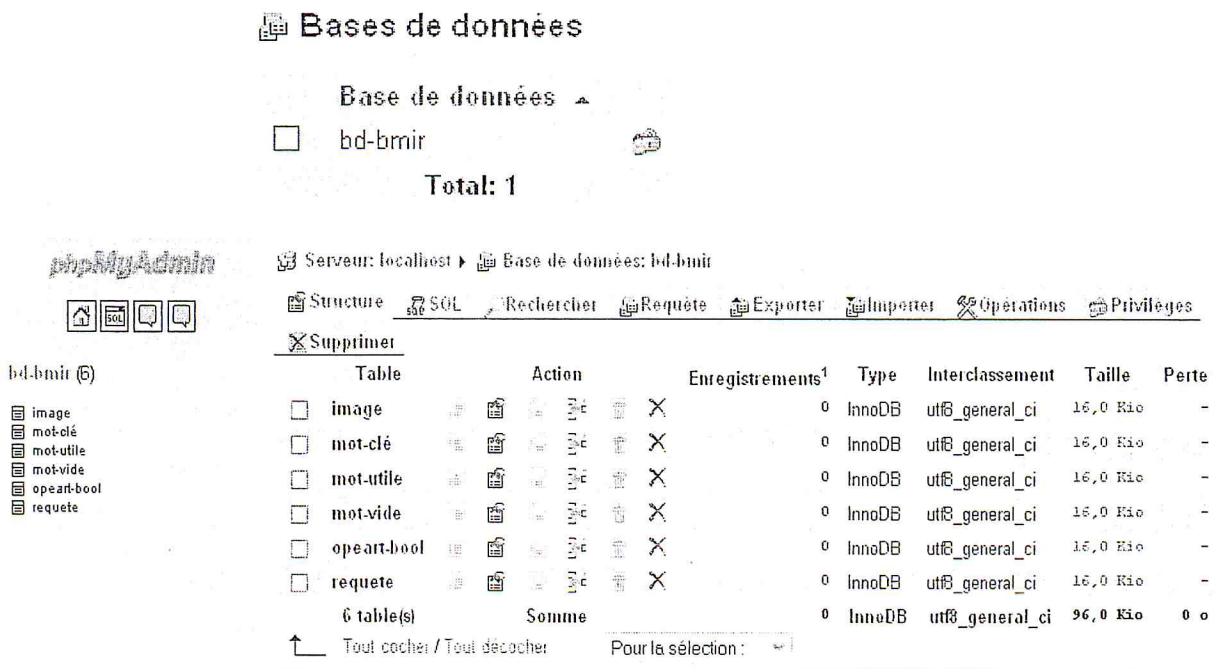 Bases de données
Base de données
bd-bmir
Total: 1
phpMyAdmin
SQL
bd-bmir (6)
image
mot-clé
mot-utile
mot-vide
opeart-bool
requete
Serveur: localhost ▸ Base de données: bd-bmir
Structure SQL Rechercher Requête Exporter Importer Opérations Privilèges
Supprimer
Table Action Enregistrements¹ Type Interclassement Taille Perte
image 0 InnoDB utf8_general_ci 16,0 Kio -
mot-clé 0 InnoDB utf8_general_ci 16,0 Kio -
mot-utile 0 InnoDB utf8_general_ci 16,0 Kio -
mot-vide 0 InnoDB utf8_general_ci 16,0 Kio -
opeart-bool 0 InnoDB utf8_general_ci 16,0 Kio -
requete 0 InnoDB utf8_general_ci 16,0 Kio -
6 table(s) Somme 0 InnoDB utf8_general_ci 96,0 Kio 0 o
Tout cocher / Tout décocher Pour la sélection :